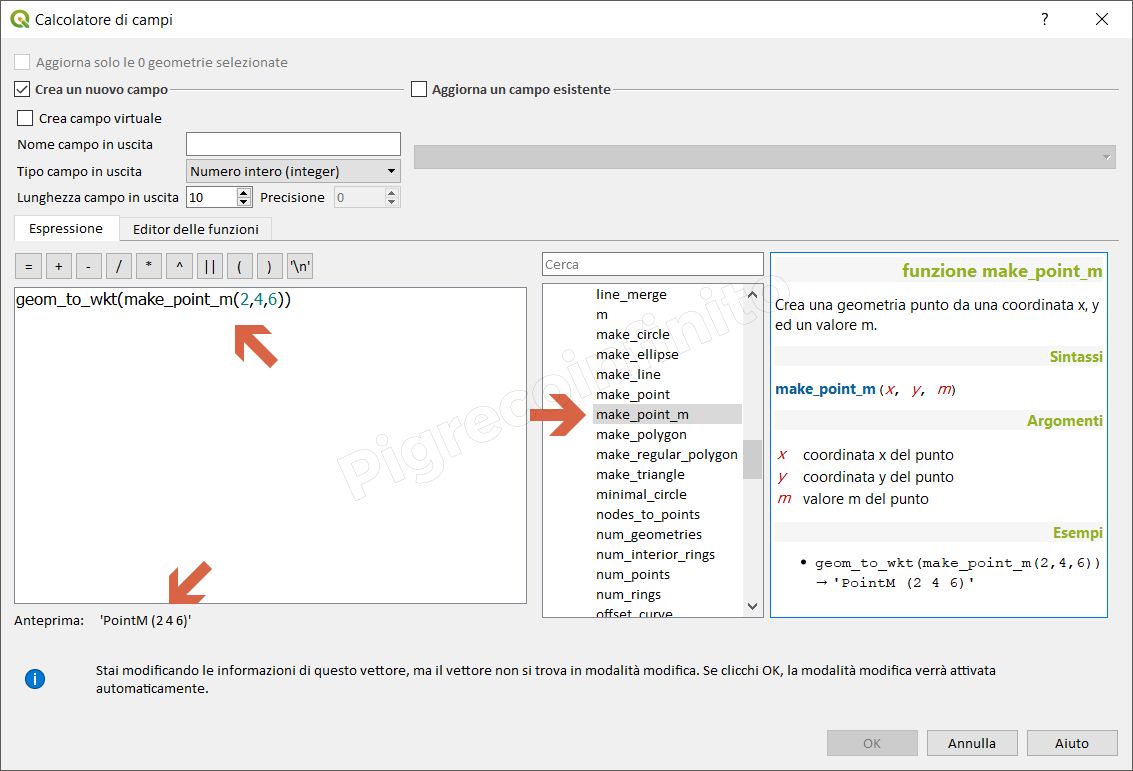 Calcolatore di campi
?
Aggiorna solo le 0 geometrie selezionate
Crea un nuovo campo
Aggiorna un campo esistente
Crea campo virtuale
Nome campo in uscita
Tipo campo in uscita Numero intero (integer)
Lunghezza campo in uscita 10 Precisione 0
Espressione Editor delle funzioni
= + - / * ^ || ( ) '\n'
geom_to_wkt(make_point_m(2,4,6))
Anteprima: 'PointM (2 4 6)'
Cerca
line_merge
m
make_circle
make_ellipse
make_line
make_point
make_point_m
make_polygon
make_regular_polygon
make_triangle
minimal_circle
nodes_to_points
num_geometries
num_interior_rings
num_points
num_rings
offset_curve
funzione make_point_m
Crea una geometria punto da una coordinata x, y
ed un valore m.
Sintassi
make_point_m(x, y, m)
Argomenti
x coordinata x del punto
y coordinata y del punto
m valore m del punto
Esempi
• geom_to_wkt(make_point_m(2,4,6))
→ 'PointM (2 4 6)'
Pigrecoinfinito
Stai modificando le informazioni di questo vettore, ma il vettore non si trova in modalità modifica. Se clicchi OK, la modalità modifica verrà attivata
automaticamente.
OK Annulla Aiuto